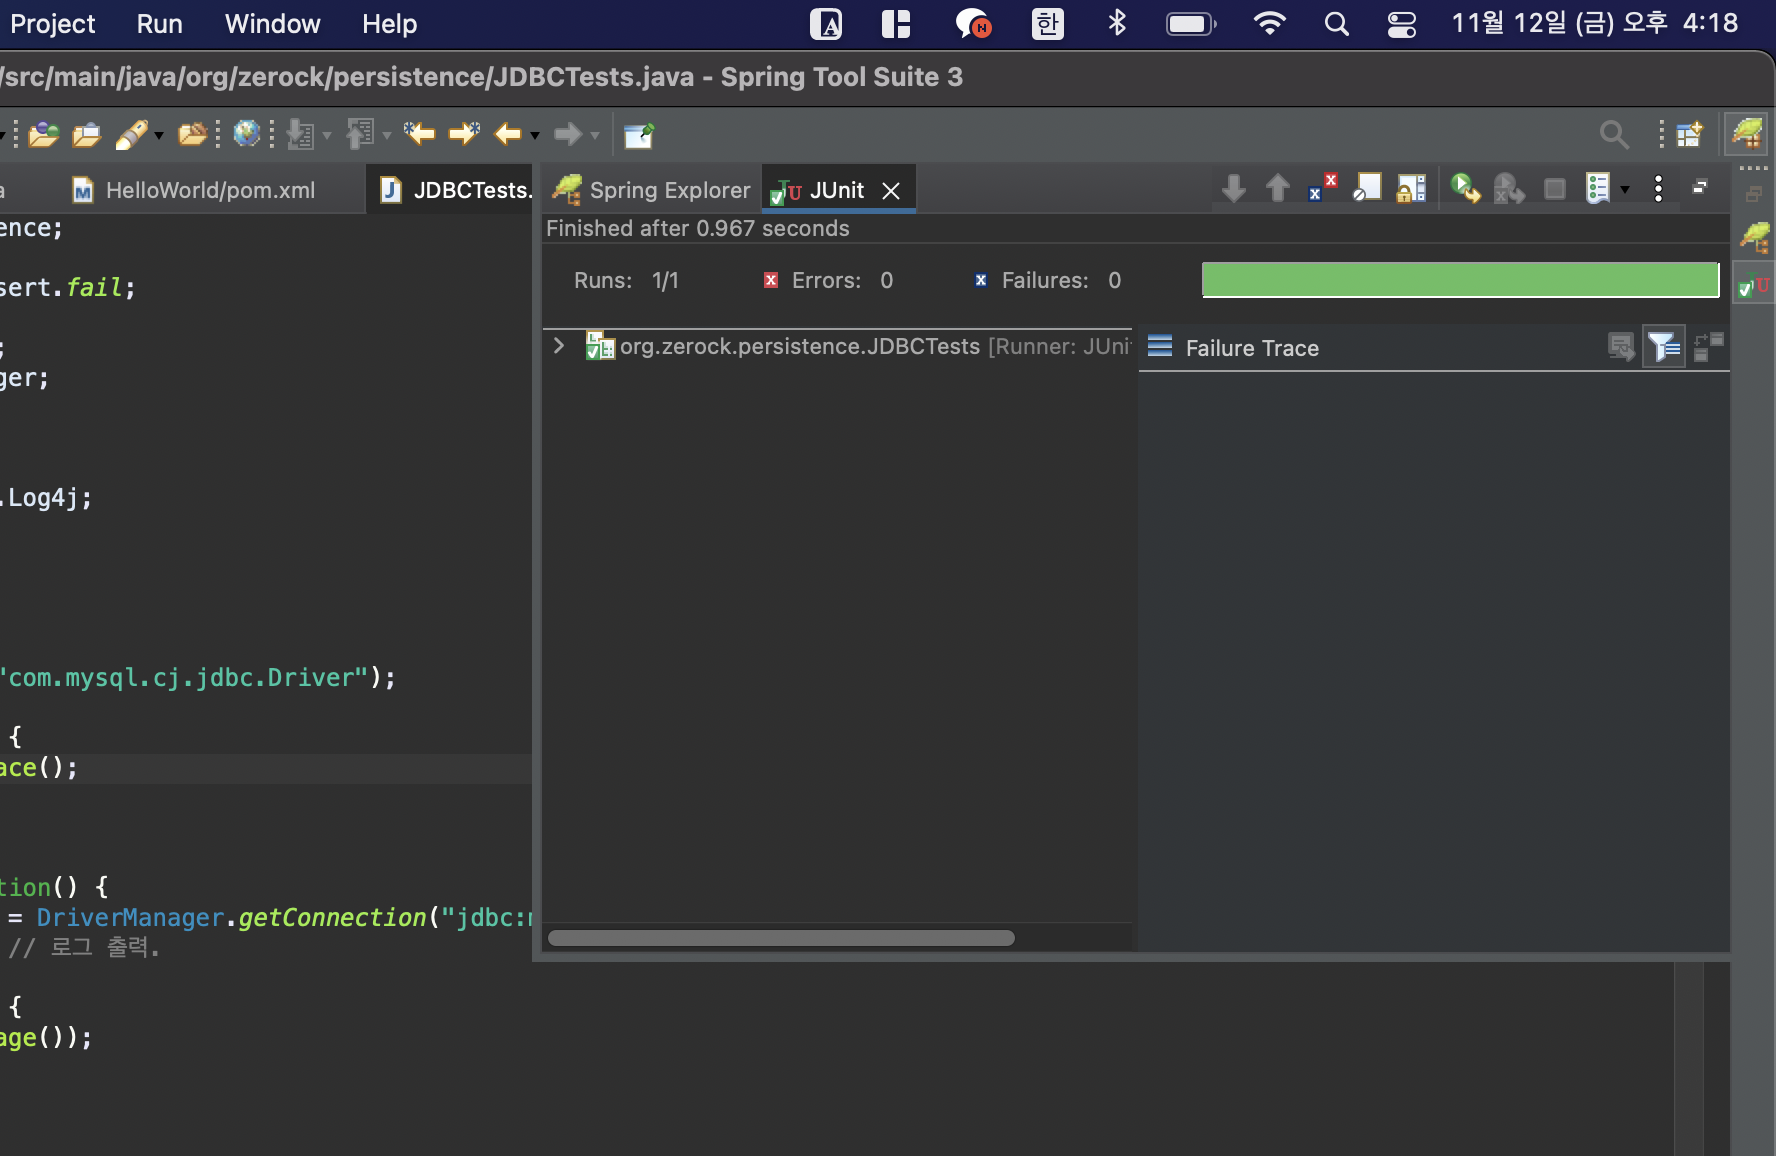 Project Run Window Help 한 11월 12일 (금) 오후 4:18
/src/main/java/org/zerock/persistence/JDBCTests.java - Spring Tool Suite 3
a HelloWorld/pom.xml JDBCTests. Spring Explorer JUnit
ence;
Finished after 0.967 seconds
sert.fail;
Runs: 1/1 Errors: 0 Failures: 0
;
org.zerock.persistence.JDBCTests [Runner: JUni
Failure Trace
ger;
.Log4j;
"com.mysql.cj.jdbc.Driver");
{
ace();
tion() {
= DriverManager.getConnection("jdbc:
// 로그 출력.
{
age());